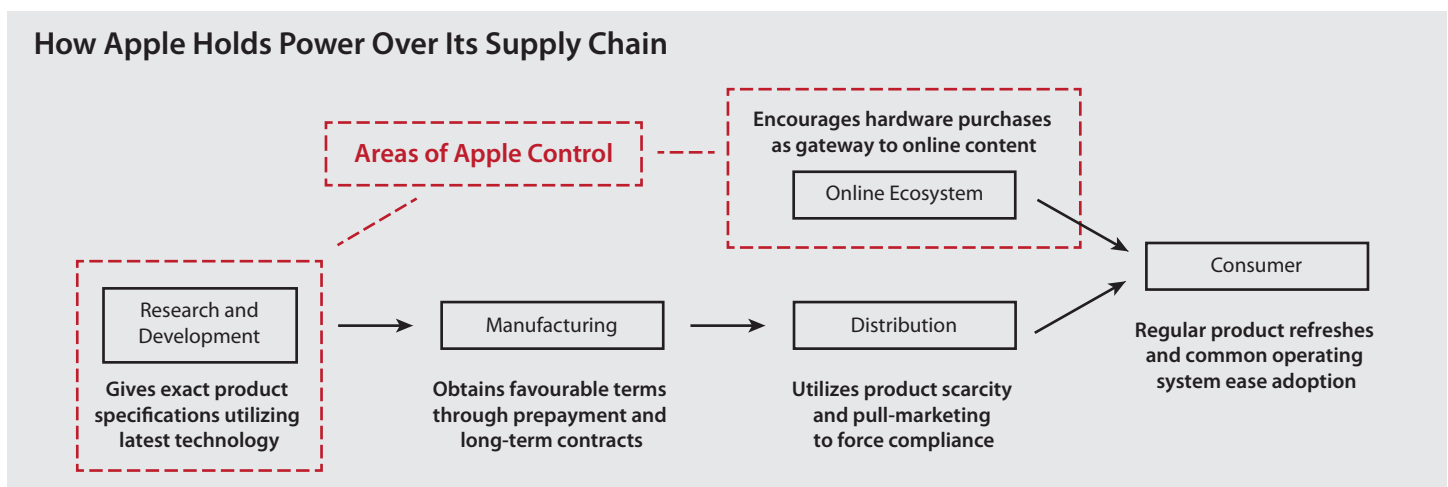 How Apple Holds Power Over Its Supply Chain
Areas of Apple Control
Encourages hardware purchases
as gateway to online content
Online Ecosystem
Consumer
Regular product refreshes
and common operating
system ease adoption
Research and
Development
Gives exact product
specifications utilizing
latest technology
Manufacturing
Obtains favourable terms
through prepayment and
long-term contracts
Distribution
Utilizes product scarcity
and pull-marketing
to force compliance